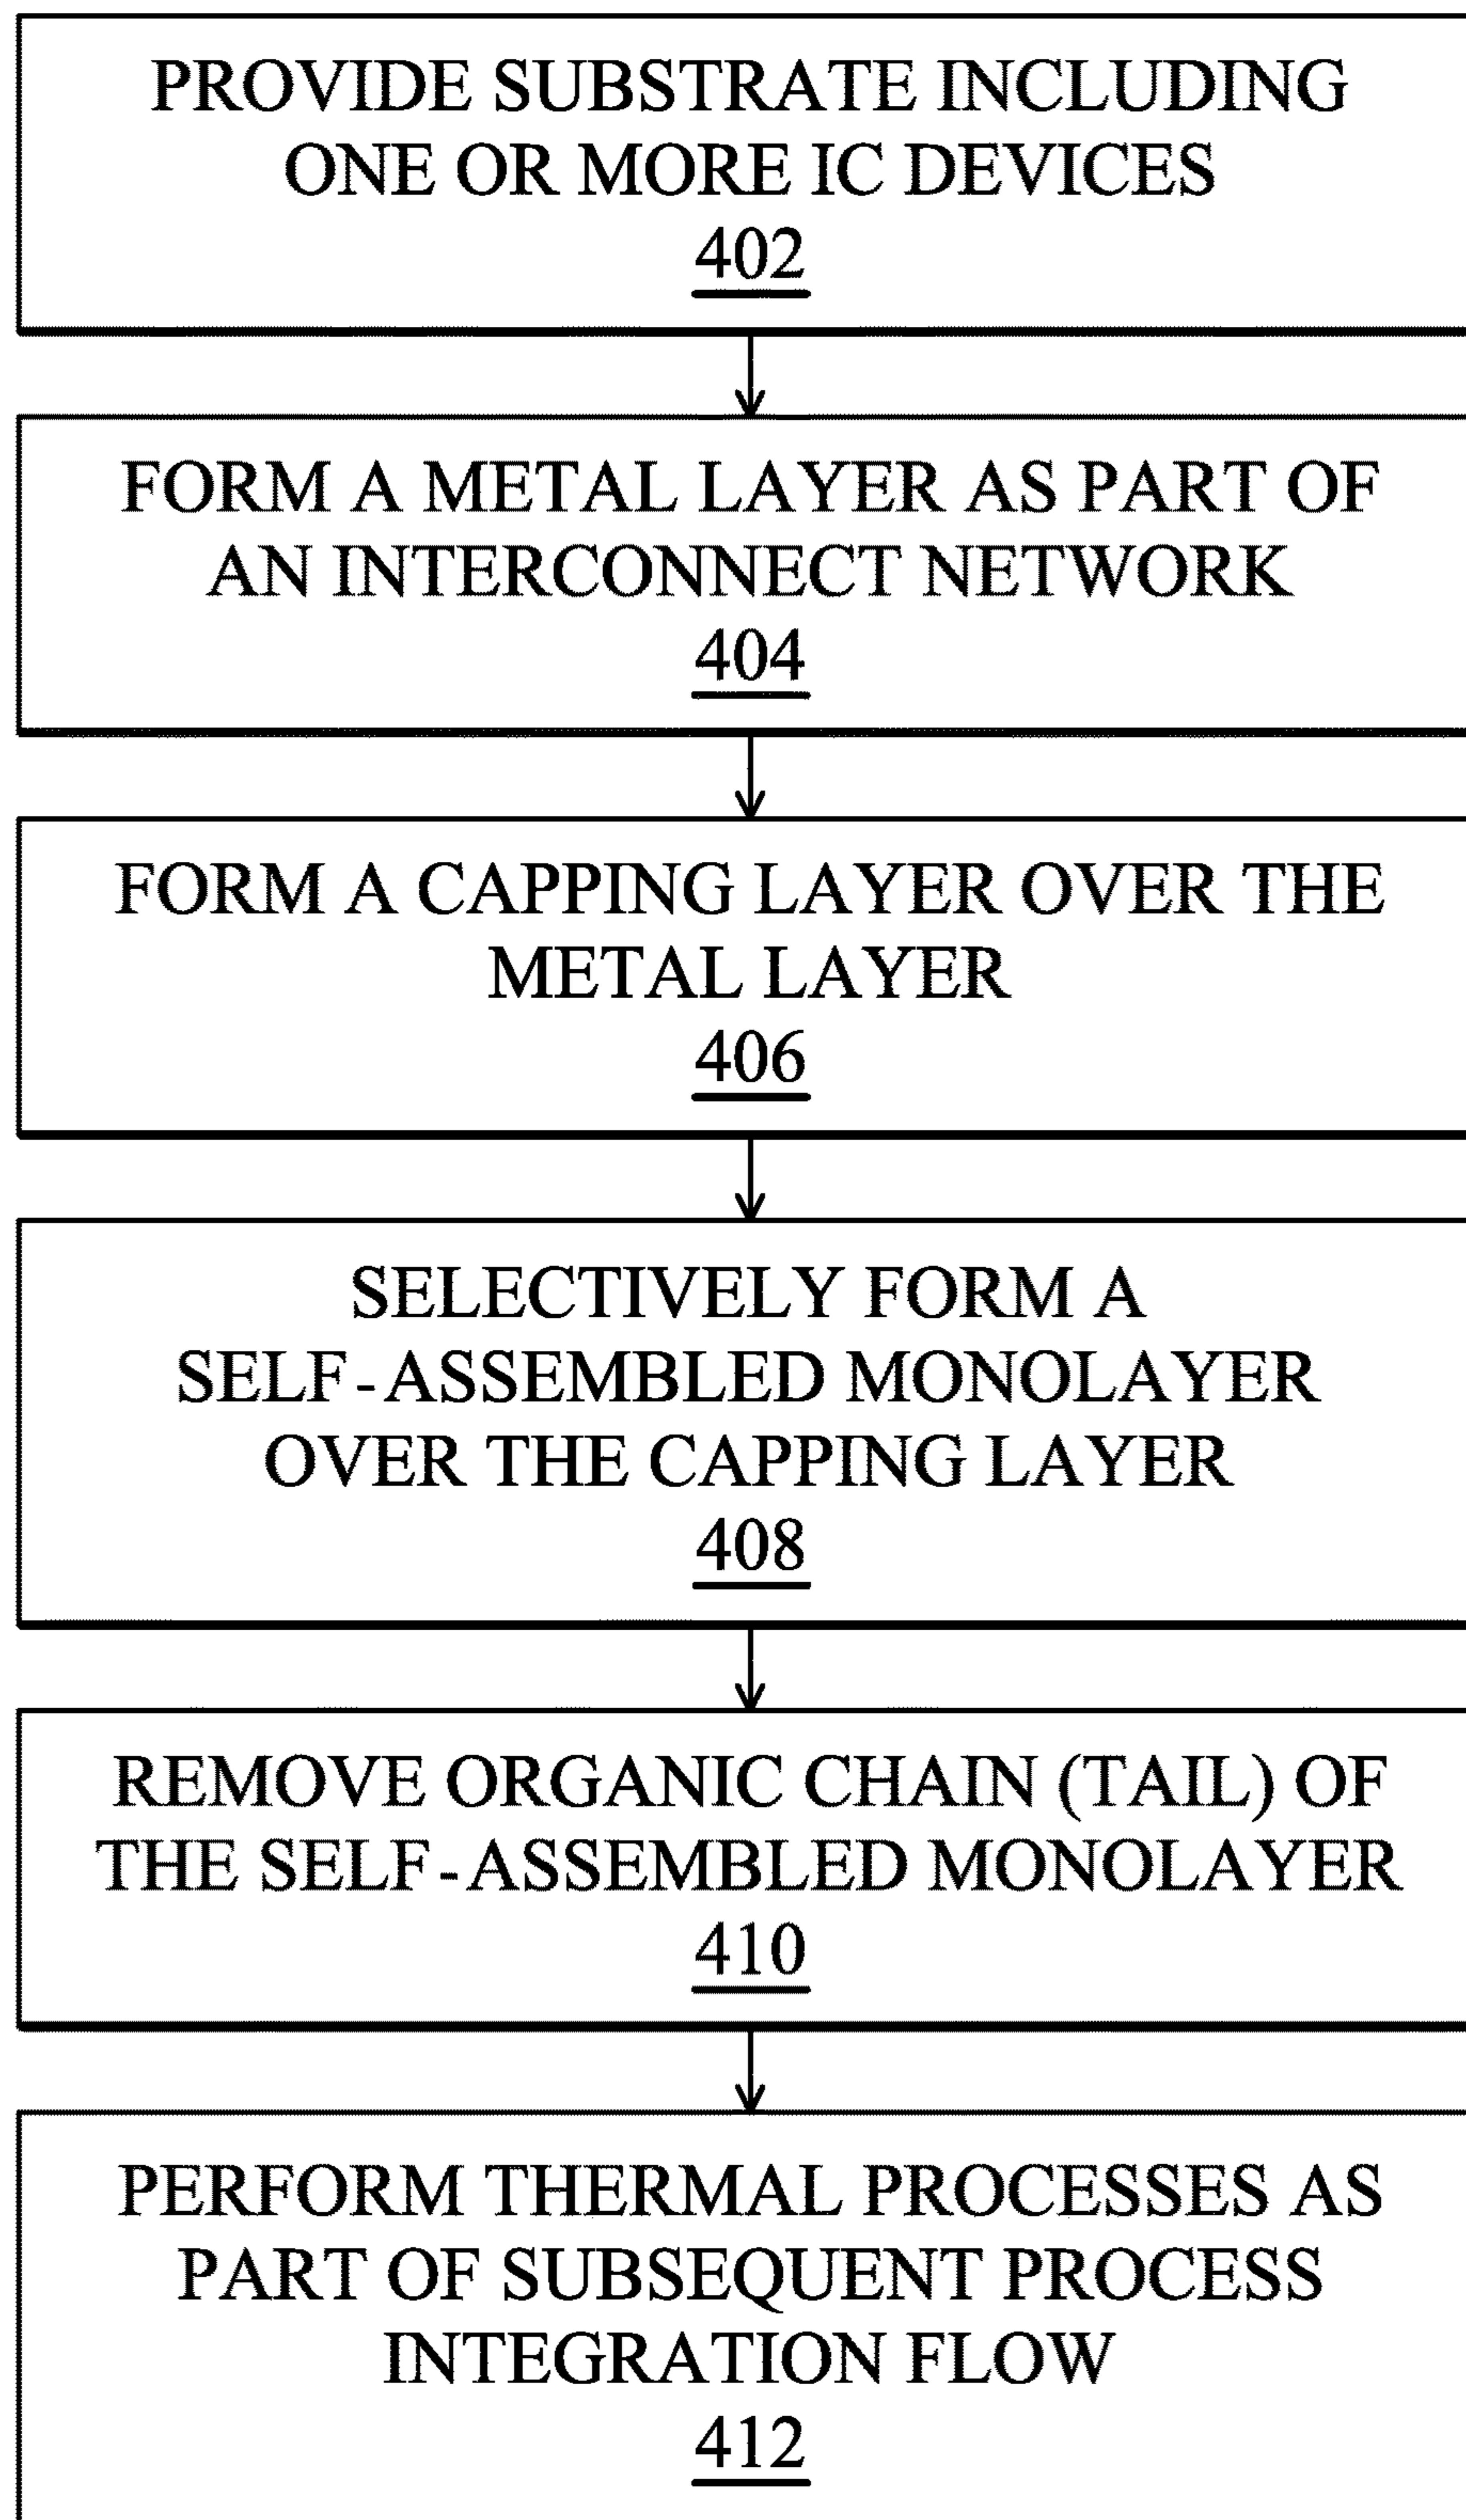 PROVIDE SUBSTRATE INCLUDING
ONE OR MORE IC DEVICES
402
FORM A METAL LAYER AS PART OF
AN INTERCONNECT NETWORK
404
FORM A CAPPING LAYER OVER THE
METAL LAYER
406
SELECTIVELY FORM A
SELF-ASSEMBLED MONOLAYER
OVER THE CAPPING LAYER
408
REMOVE ORGANIC CHAIN (TAIL) OF
THE SELF-ASSEMBLED MONOLAYER
410
PERFORM THERMAL PROCESSES AS
PART OF SUBSEQUENT PROCESS
INTEGRATION FLOW
412